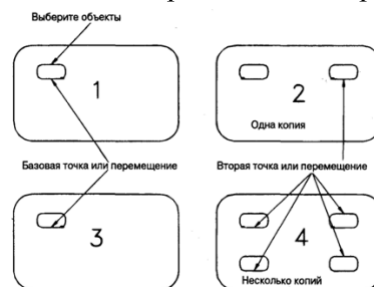 Выберите объекты
1
2
Одна копия
Базовая точка или перемещение
Вторая точка или перемещение
3
4
Несколько копий